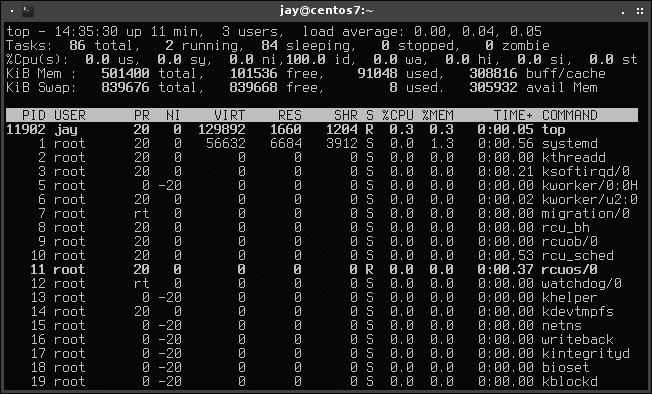 jay@centos7:~
top - 14:35:30 up 11 min,  3 users,  load average: 0.00, 0.04, 0.05
Tasks:  86 total,   2 running,  84 sleeping,   0 stopped,   0 zombie
%Cpu(s):  0.0 us,  0.0 sy,  0.0 ni,100.0 id,  0.0 wa,  0.0 hi,  0.0 si,  0.0 st
KiB Mem :   501400 total,   101536 free,    91048 used,   308816 buff/cache
KiB Swap:   839676 total,   839668 free,        8 used.   305932 avail Mem
PID USER      PR  NI    VIRT    RES    SHR S %CPU %MEM     TIME+ COMMAND
11902 jay       20   0  129892   1660   1204 R  0.3  0.3   0:00.05 top
1 root      20   0   56632   6684   3912 S  0.0  1.3   0:00.56 systemd
2 root      20   0       0      0      0 S  0.0  0.0   0:00.00 kthreadd
3 root      20   0       0      0      0 S  0.0  0.0   0:00.21 ksoftirqd/0
5 root       0 -20       0      0      0 S  0.0  0.0   0:00.00 kworker/0:0H
6 root      20   0       0      0      0 S  0.0  0.0   0:00.02 kworker/u2:0
7 root      rt   0       0      0      0 S  0.0  0.0   0:00.00 migration/0
8 root      20   0       0      0      0 S  0.0  0.0   0:00.00 rcu_bh
9 root      20   0       0      0      0 S  0.0  0.0   0:00.00 rcuob/0
10 root      20   0       0      0      0 S  0.0  0.0   0:00.53 rcu_sched
11 root      20   0       0      0      0 R  0.0  0.0   0:00.37 rcuos/0
12 root      rt   0       0      0      0 S  0.0  0.0   0:00.00 watchdog/0
13 root       0 -20       0      0      0 S  0.0  0.0   0:00.00 khelper
14 root      20   0       0      0      0 S  0.0  0.0   0:00.00 kdevtmpfs
15 root       0 -20       0      0      0 S  0.0  0.0   0:00.00 netns
16 root       0 -20       0      0      0 S  0.0  0.0   0:00.00 writeback
17 root       0 -20       0      0      0 S  0.0  0.0   0:00.00 kintegrityd
18 root       0 -20       0      0      0 S  0.0  0.0   0:00.00 bioset
19 root       0 -20       0      0      0 S  0.0  0.0   0:00.00 kblockd